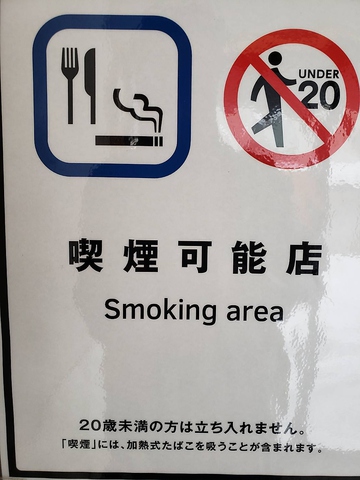 UNDER
20
喫煙可能店
Smoking area
20歳未満の方は立ち入れません。
「喫煙」には、加熱式たばこを吸うことが含まれます。